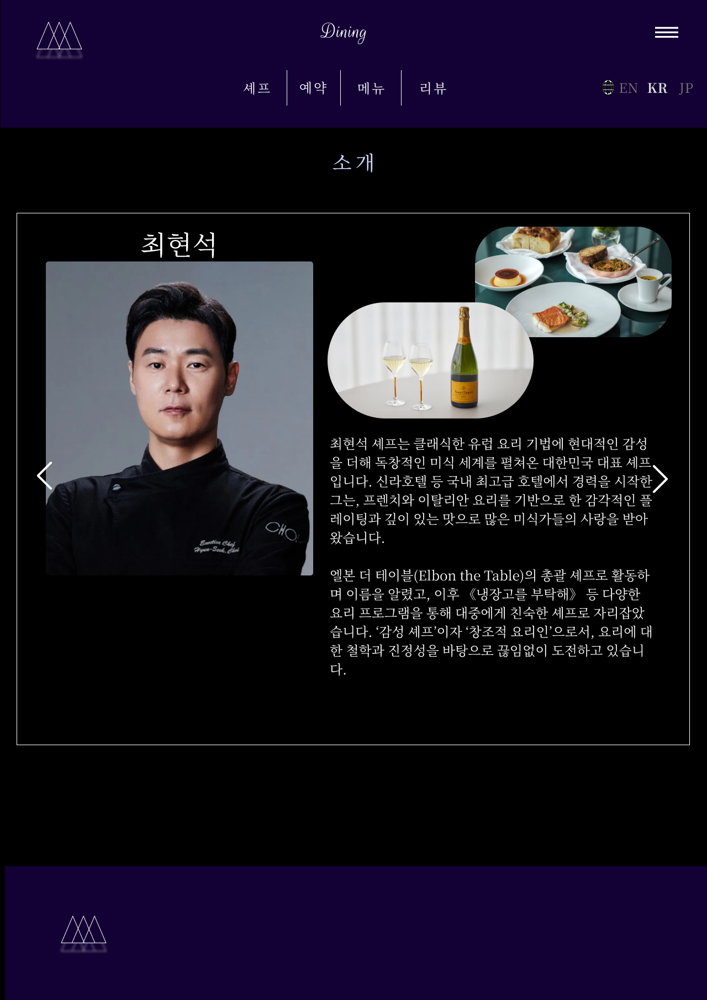 Dining
셰프
예약
메뉴
리뷰
EN KR JP
소개
최현석
CHOI
Exective Chef
Hyun-Seok, Choi
Veuve Clicquot
최현석 셰프는 클래식한 유럽 요리 기법에 현대적인 감성
을 더해 독창적인 미식 세계를 펼쳐온 대한민국 대표 셰프
입니다. 신라호텔 등 국내 최고급 호텔에서 경력을 시작한
그는, 프렌치와 이탈리안 요리를 기반으로 한 감각적인 플
레이팅과 깊이 있는 맛으로 많은 미식가들의 사랑을 받아
왔습니다.
엘본 더 테이블(Elbon the Table)의 총괄 셰프로 활동하
며 이름을 알렸고, 이후 《냉장고를 부탁해》 등 다양한
요리 프로그램을 통해 대중에게 친숙한 셰프로 자리잡았
습니다. ‘감성 셰프’이자 ‘창조적 요리인’으로서, 요리에 대
한 철학과 진정성을 바탕으로 끊임없이 도전하고 있습니
다.